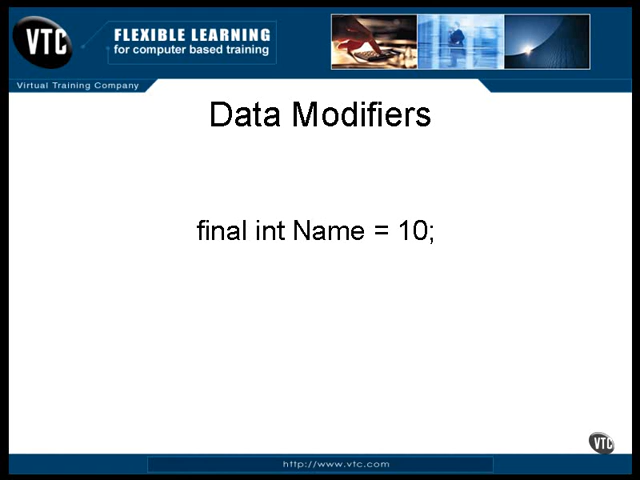 VTC
FLEXIBLE LEARNING
for computer based training
Virtual Training Company
Data Modifiers
final int Name = 10;
VTC
http://www.vtc.com